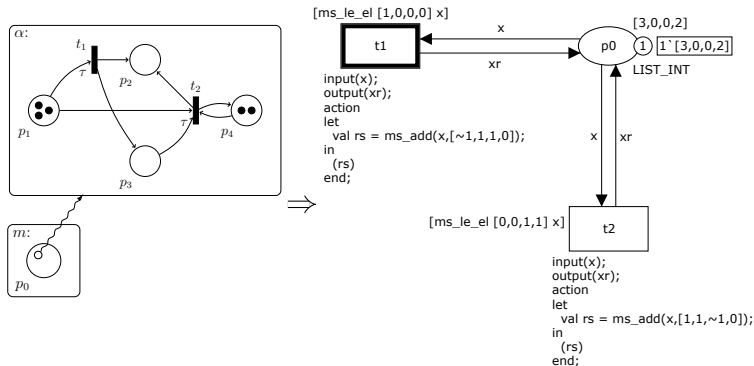 α:
t1
τ
p2
t2
τ
p1
p4
p3
m:
p0
⇒
[ms_le_el [1,0,0,0] x]
t1
input(x);
output(xr);
action
let
val rs = ms_add(x,[~1,1,1,0]);
in
(rs)
end;
x
xr
[3,0,0,2]
p0
1
1`[3,0,0,2]
LIST_INT
x
xr
[ms_le_el [0,0,1,1] x]
t2
input(x);
output(xr);
action
let
val rs = ms_add(x,[1,1,~1,0]);
in
(rs)
end;